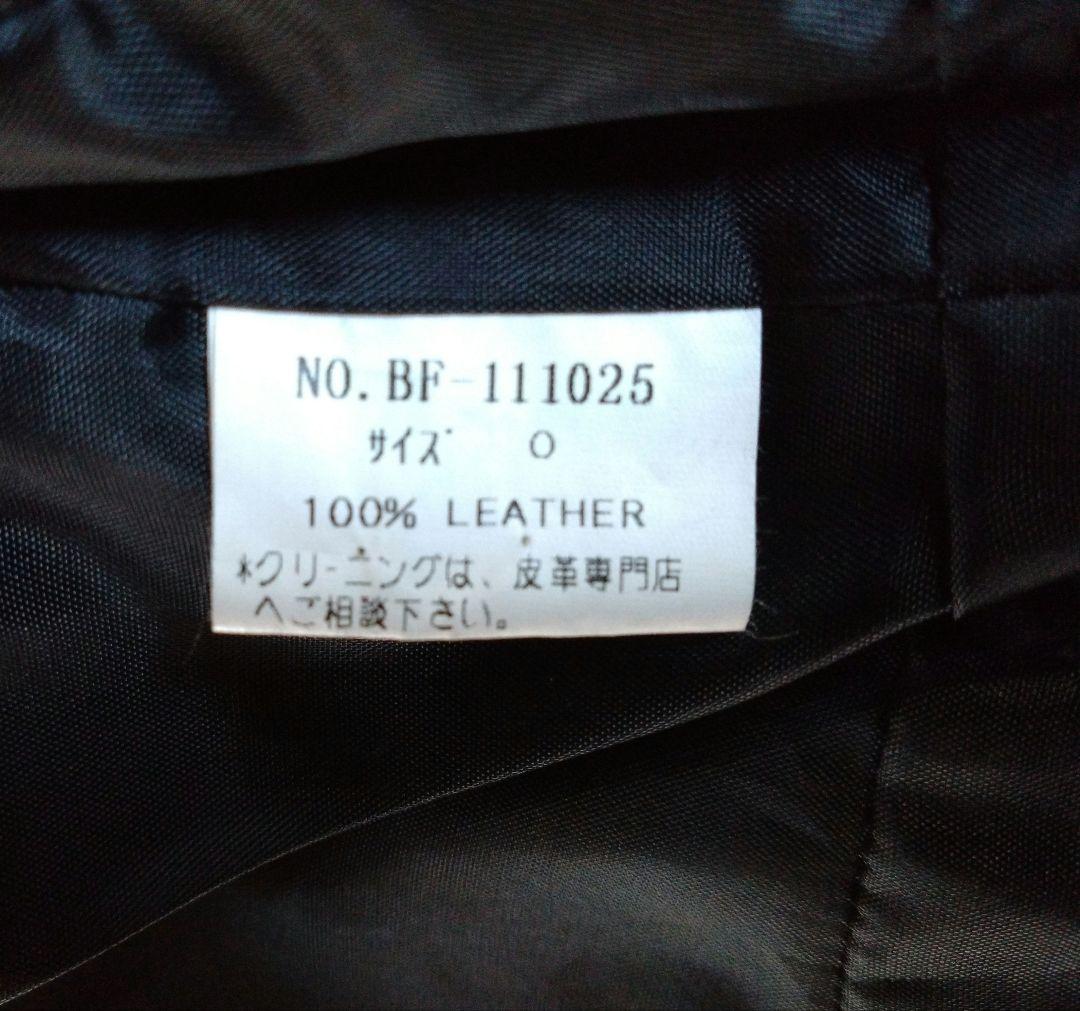 NO.BF-111025
サイズ O
100% LEATHER
*クリーニングは、皮革専門店
へご相談下さい。